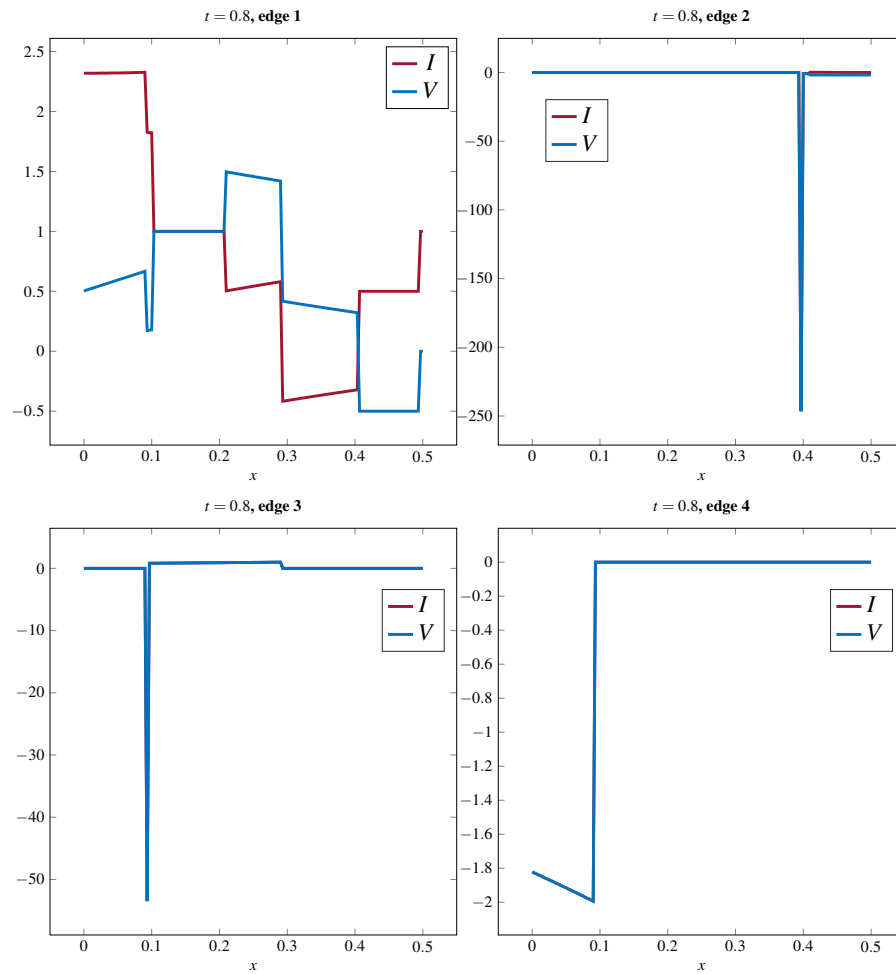 t = 0.8, edge 1
2.5
2
1.5
1
0.5
0
−0.5
I
V
0 0.1 0.2 0.3 0.4 0.5
x
t = 0.8, edge 2
0
−50
−100
−150
−200
−250
I
V
0 0.1 0.2 0.3 0.4 0.5
x
t = 0.8, edge 3
0
−10
−20
−30
−40
−50
I
V
0 0.1 0.2 0.3 0.4 0.5
x
t = 0.8, edge 4
0
−0.2
−0.4
−0.6
−0.8
−1
−1.2
−1.4
−1.6
−1.8
−2
I
V
0 0.1 0.2 0.3 0.4 0.5
x